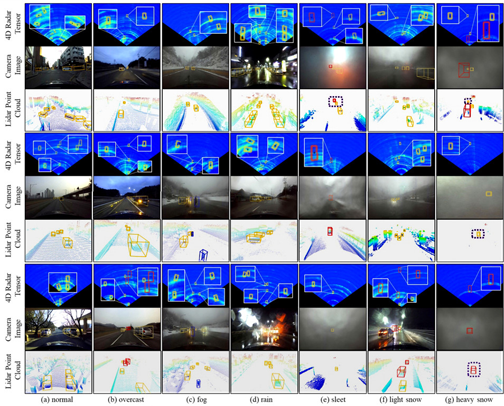 4D Radar
Tensor
Camera
Image
Lidar Point
Cloud
4D Radar
Tensor
Camera
Image
Lidar Point
Cloud
4D Radar
Tensor
Camera
Image
Lidar Point
Cloud
(a) normal
(b) overcast
(c) fog
(d) rain
(e) sleet
(f) light snow
(g) heavy snow